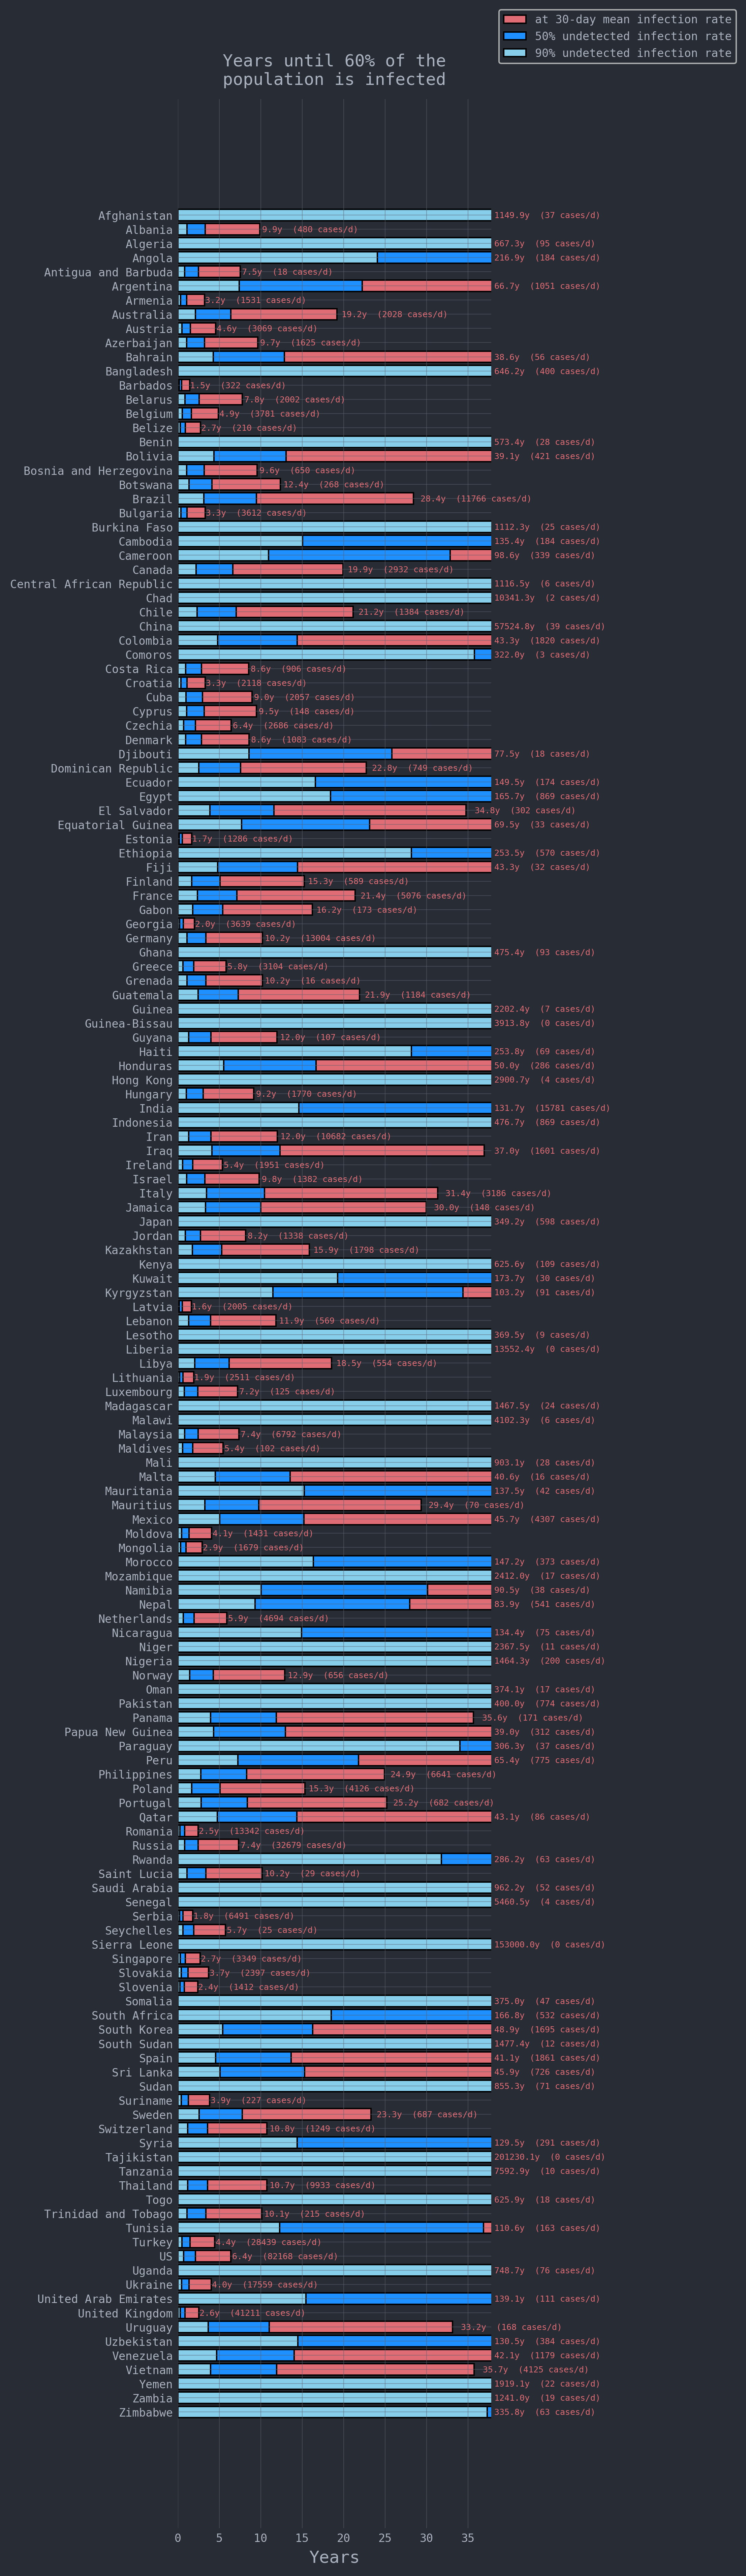 at 30-day mean infection rate
50% undetected infection rate
90% undetected infection rate
Years until 60% of the
population is infected
Afghanistan 1149.9y (37 cases/d)
Albania 9.9y (480 cases/d)
Algeria 667.3y (95 cases/d)
Angola 216.9y (184 cases/d)
Antigua and Barbuda 7.5y (18 cases/d)
Argentina 66.7y (1051 cases/d)
Armenia 3.2y (1531 cases/d)
Australia 19.2y (2028 cases/d)
Austria 4.6y (3069 cases/d)
Azerbaijan 9.7y (1625 cases/d)
Bahrain 38.6y (56 cases/d)
Bangladesh 646.2y (400 cases/d)
Barbados 1.5y (322 cases/d)
Belarus 7.8y (2002 cases/d)
Belgium 4.9y (3781 cases/d)
Belize 2.7y (210 cases/d)
Benin 573.4y (28 cases/d)
Bolivia 39.1y (421 cases/d)
Bosnia and Herzegovina 9.6y (650 cases/d)
Botswana 12.4y (268 cases/d)
Brazil 28.4y (11766 cases/d)
Bulgaria 3.3y (3612 cases/d)
Burkina Faso 1112.3y (25 cases/d)
Cambodia 135.4y (184 cases/d)
Cameroon 98.6y (339 cases/d)
Canada 19.9y (2932 cases/d)
Central African Republic 1116.5y (6 cases/d)
Chad 10341.3y (2 cases/d)
Chile 21.2y (1384 cases/d)
China 57524.8y (39 cases/d)
Colombia 43.3y (1820 cases/d)
Comoros 322.0y (3 cases/d)
Costa Rica 8.6y (906 cases/d)
Croatia 3.3y (2118 cases/d)
Cuba 9.0y (2057 cases/d)
Cyprus 9.5y (148 cases/d)
Czechia 6.4y (2686 cases/d)
Denmark 8.6y (1083 cases/d)
Djibouti 77.5y (18 cases/d)
Dominican Republic 22.8y (749 cases/d)
Ecuador 149.5y (174 cases/d)
Egypt 165.7y (869 cases/d)
El Salvador 34.8y (302 cases/d)
Equatorial Guinea 69.5y (33 cases/d)
Estonia 1.7y (1286 cases/d)
Ethiopia 253.5y (570 cases/d)
Fiji 43.3y (32 cases/d)
Finland 15.3y (589 cases/d)
France 21.4y (5076 cases/d)
Gabon 16.2y (173 cases/d)
Georgia 2.0y (3639 cases/d)
Germany 10.2y (13004 cases/d)
Ghana 475.4y (93 cases/d)
Greece 5.8y (3104 cases/d)
Grenada 10.2y (16 cases/d)
Guatemala 21.9y (1184 cases/d)
Guinea 2202.4y (7 cases/d)
Guinea-Bissau 3913.8y (0 cases/d)
Guyana 12.0y (107 cases/d)
Haiti 253.8y (69 cases/d)
Honduras 50.0y (286 cases/d)
Hong Kong 2900.7y (4 cases/d)
Hungary 9.2y (1770 cases/d)
India 131.7y (15781 cases/d)
Indonesia 476.7y (869 cases/d)
Iran 12.0y (10682 cases/d)
Iraq 37.0y (1601 cases/d)
Ireland 5.4y (1951 cases/d)
Israel 9.8y (1382 cases/d)
Italy 31.4y (3186 cases/d)
Jamaica 30.0y (148 cases/d)
Japan 349.2y (598 cases/d)
Jordan 8.2y (1338 cases/d)
Kazakhstan 15.9y (1798 cases/d)
Kenya 625.6y (109 cases/d)
Kuwait 173.7y (30 cases/d)
Kyrgyzstan 103.2y (91 cases/d)
Latvia 1.6y (2005 cases/d)
Lebanon 11.9y (569 cases/d)
Lesotho 369.5y (9 cases/d)
Liberia 13552.4y (0 cases/d)
Libya 18.5y (554 cases/d)
Lithuania 1.9y (2511 cases/d)
Luxembourg 7.2y (125 cases/d)
Madagascar 1467.5y (24 cases/d)
Malawi 4102.3y (6 cases/d)
Malaysia 7.4y (6792 cases/d)
Maldives 5.4y (102 cases/d)
Mali 903.1y (28 cases/d)
Malta 40.6y (16 cases/d)
Mauritania 137.5y (42 cases/d)
Mauritius 29.4y (70 cases/d)
Mexico 45.7y (4307 cases/d)
Moldova 4.1y (1431 cases/d)
Mongolia 2.9y (1679 cases/d)
Morocco 147.2y (373 cases/d)
Mozambique 2412.0y (17 cases/d)
Namibia 90.5y (38 cases/d)
Nepal 83.9y (541 cases/d)
Netherlands 5.9y (4694 cases/d)
Nicaragua 134.4y (75 cases/d)
Niger 2367.5y (11 cases/d)
Nigeria 1464.3y (200 cases/d)
Norway 12.9y (656 cases/d)
Oman 374.1y (17 cases/d)
Pakistan 400.0y (774 cases/d)
Panama 35.6y (171 cases/d)
Papua New Guinea 39.0y (312 cases/d)
Paraguay 306.3y (37 cases/d)
Peru 65.4y (775 cases/d)
Philippines 24.9y (6641 cases/d)
Poland 15.3y (4126 cases/d)
Portugal 25.2y (682 cases/d)
Qatar 43.1y (86 cases/d)
Romania 2.5y (13342 cases/d)
Russia 7.4y (32679 cases/d)
Rwanda 286.2y (63 cases/d)
Saint Lucia 10.2y (29 cases/d)
Saudi Arabia 962.2y (52 cases/d)
Senegal 5460.5y (4 cases/d)
Serbia 1.8y (6491 cases/d)
Seychelles 5.7y (25 cases/d)
Sierra Leone 153000.0y (0 cases/d)
Singapore 2.7y (3349 cases/d)
Slovakia 3.7y (2397 cases/d)
Slovenia 2.4y (1412 cases/d)
Somalia 375.0y (47 cases/d)
South Africa 166.8y (532 cases/d)
South Korea 48.9y (1695 cases/d)
South Sudan 1477.4y (12 cases/d)
Spain 41.1y (1861 cases/d)
Sri Lanka 45.9y (726 cases/d)
Sudan 855.3y (71 cases/d)
Suriname 3.9y (227 cases/d)
Sweden 23.3y (687 cases/d)
Switzerland 10.8y (1249 cases/d)
Syria 129.5y (291 cases/d)
Tajikistan 201230.1y (0 cases/d)
Tanzania 7592.9y (10 cases/d)
Thailand 10.7y (9933 cases/d)
Togo 625.9y (18 cases/d)
Trinidad and Tobago 10.1y (215 cases/d)
Tunisia 110.6y (163 cases/d)
Turkey 4.4y (28439 cases/d)
US 6.4y (82168 cases/d)
Uganda 748.7y (76 cases/d)
Ukraine 4.0y (17559 cases/d)
United Arab Emirates 139.1y (111 cases/d)
United Kingdom 2.6y (41211 cases/d)
Uruguay 33.2y (168 cases/d)
Uzbekistan 130.5y (384 cases/d)
Venezuela 42.1y (1179 cases/d)
Vietnam 35.7y (4125 cases/d)
Yemen 1919.1y (22 cases/d)
Zambia 1241.0y (19 cases/d)
Zimbabwe 335.8y (63 cases/d)
0 5 10 15 20 25 30 35
Years